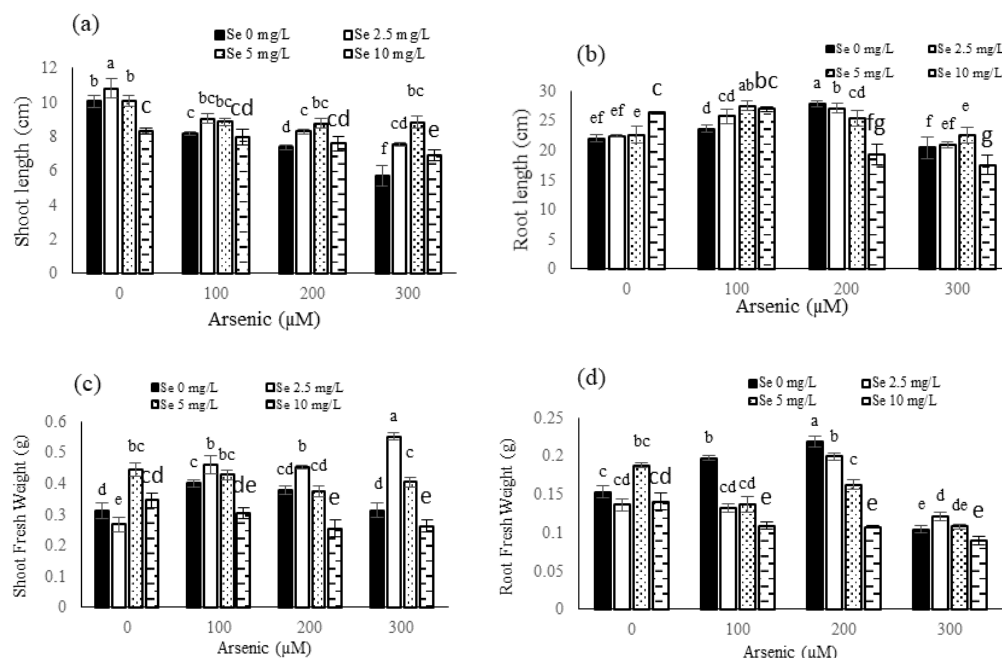 (a)
Se 0 mg/L Se 2.5 mg/L
Se 5 mg/L Se 10 mg/L
12
10
8
6
4
2
0
Shoot length (cm)
b a b c
c bc bc cd
d c bc cd
f cd bc e
0 100 200 300
Arsenic (µM)
(b)
Se 0 mg/L Se 2.5 mg/L
Se 5 mg/L Se 10 mg/L
30
25
20
15
10
5
0
Root length (cm)
ef ef e c
d c ab bc
a b cd fg
f f e g
0 100 200 300
Arsenic (µM)
(c)
Se 0 mg/L Se 2.5 mg/L
Se 5 mg/L Se 10 mg/L
0.6
0.5
0.4
0.3
0.2
0.1
0
Shoot Fresh Weight (g)
d e bc cd
c b bc de
cd b cd e
d a c e
0 100 200 300
Arsenic (µM)
(d)
Se 0 mg/L Se 2.5 mg/L
Se 5 mg/L Se 10 mg/L
0.25
0.2
0.15
0.1
0.05
0
Root Fresh Weight (g)
c cd bc cd
b cd cd e
a b c e
e d de e
0 100 200 300
Arsenic (µM)